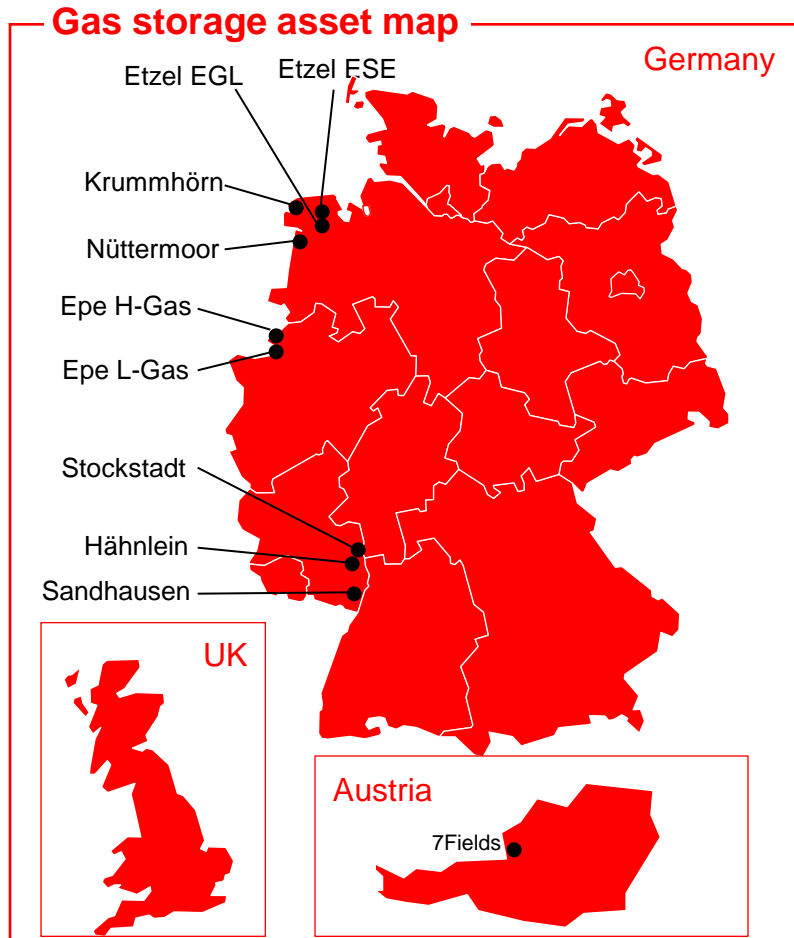 Gas storage asset map
Germany
Etzel EGL
Etzel ESE
Krummhörn
Nüttermoor
Epe H-Gas
Epe L-Gas
Stockstadt
Hähnlein
Sandhausen
UK
Austria
7Fields